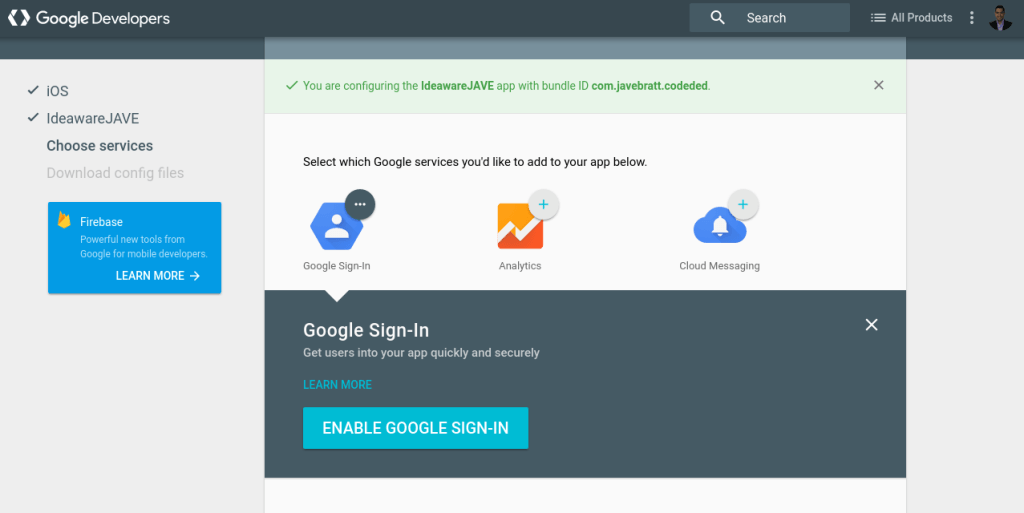 Google Developers
Search
All Products
You are configuring the IdeawareJAVE app with bundle ID com.javebratt.codeded.
iOS
IdeawareJAVE
Choose services
Download config files
Firebase
Powerful new tools from
Google for mobile developers.
LEARN MORE
Select which Google services you'd like to add to your app below.
Google Sign-In
Analytics
Cloud Messaging
Google Sign-In
Get users into your app quickly and securely
LEARN MORE
ENABLE GOOGLE SIGN-IN